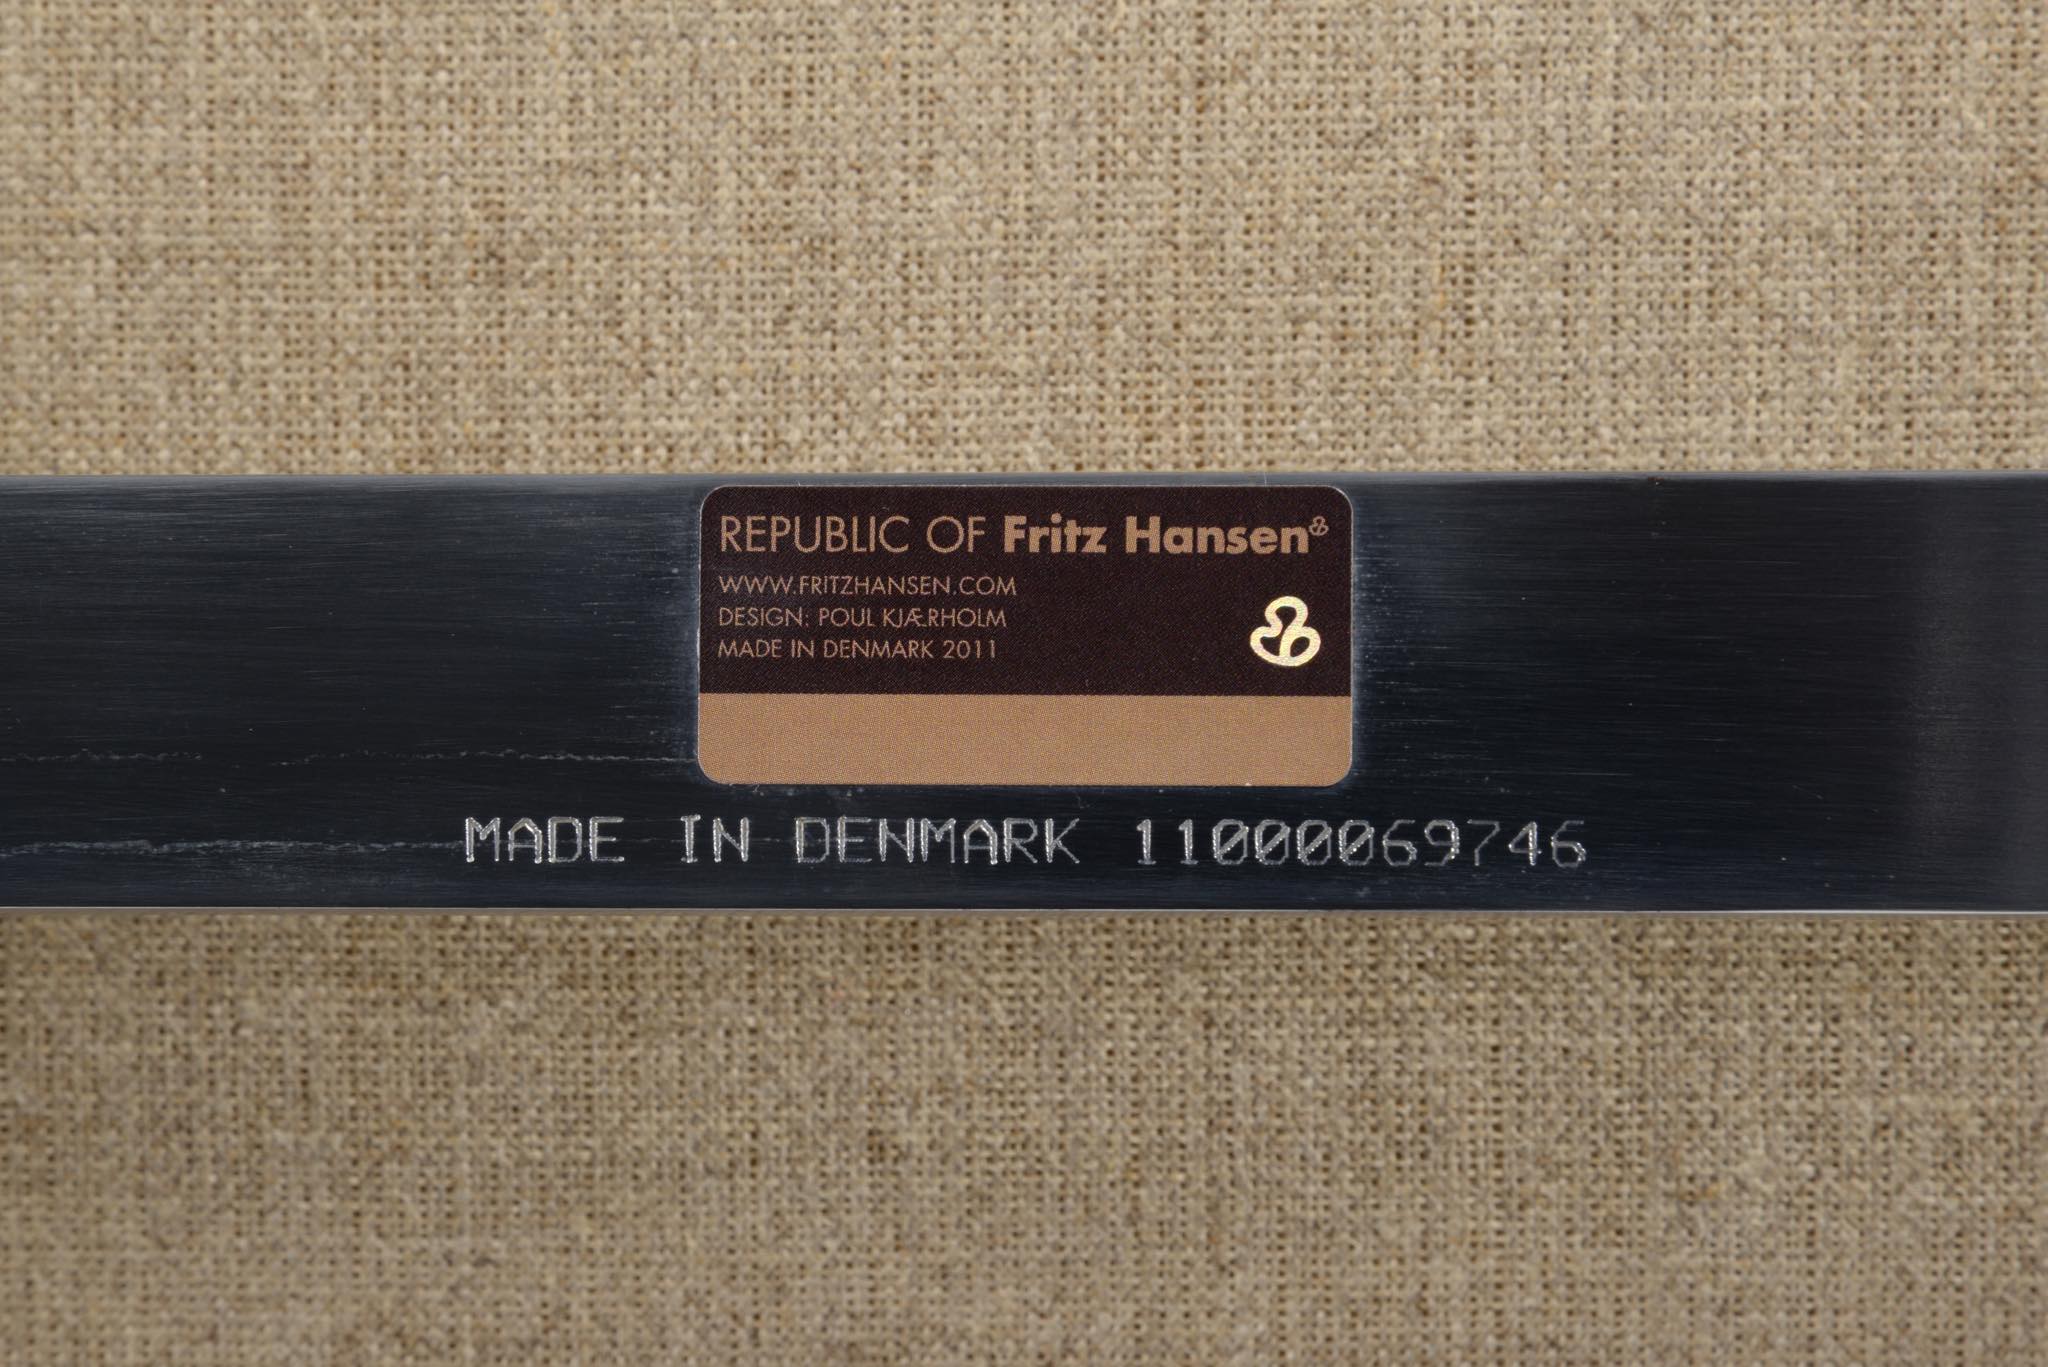 REPUBLIC OF Fritz Hansen
WWW.FRITZHANSEN.COM
DESIGN: POUL KJÆRHOLM
MADE IN DENMARK 2011
MADE IN DENMARK 11000069746